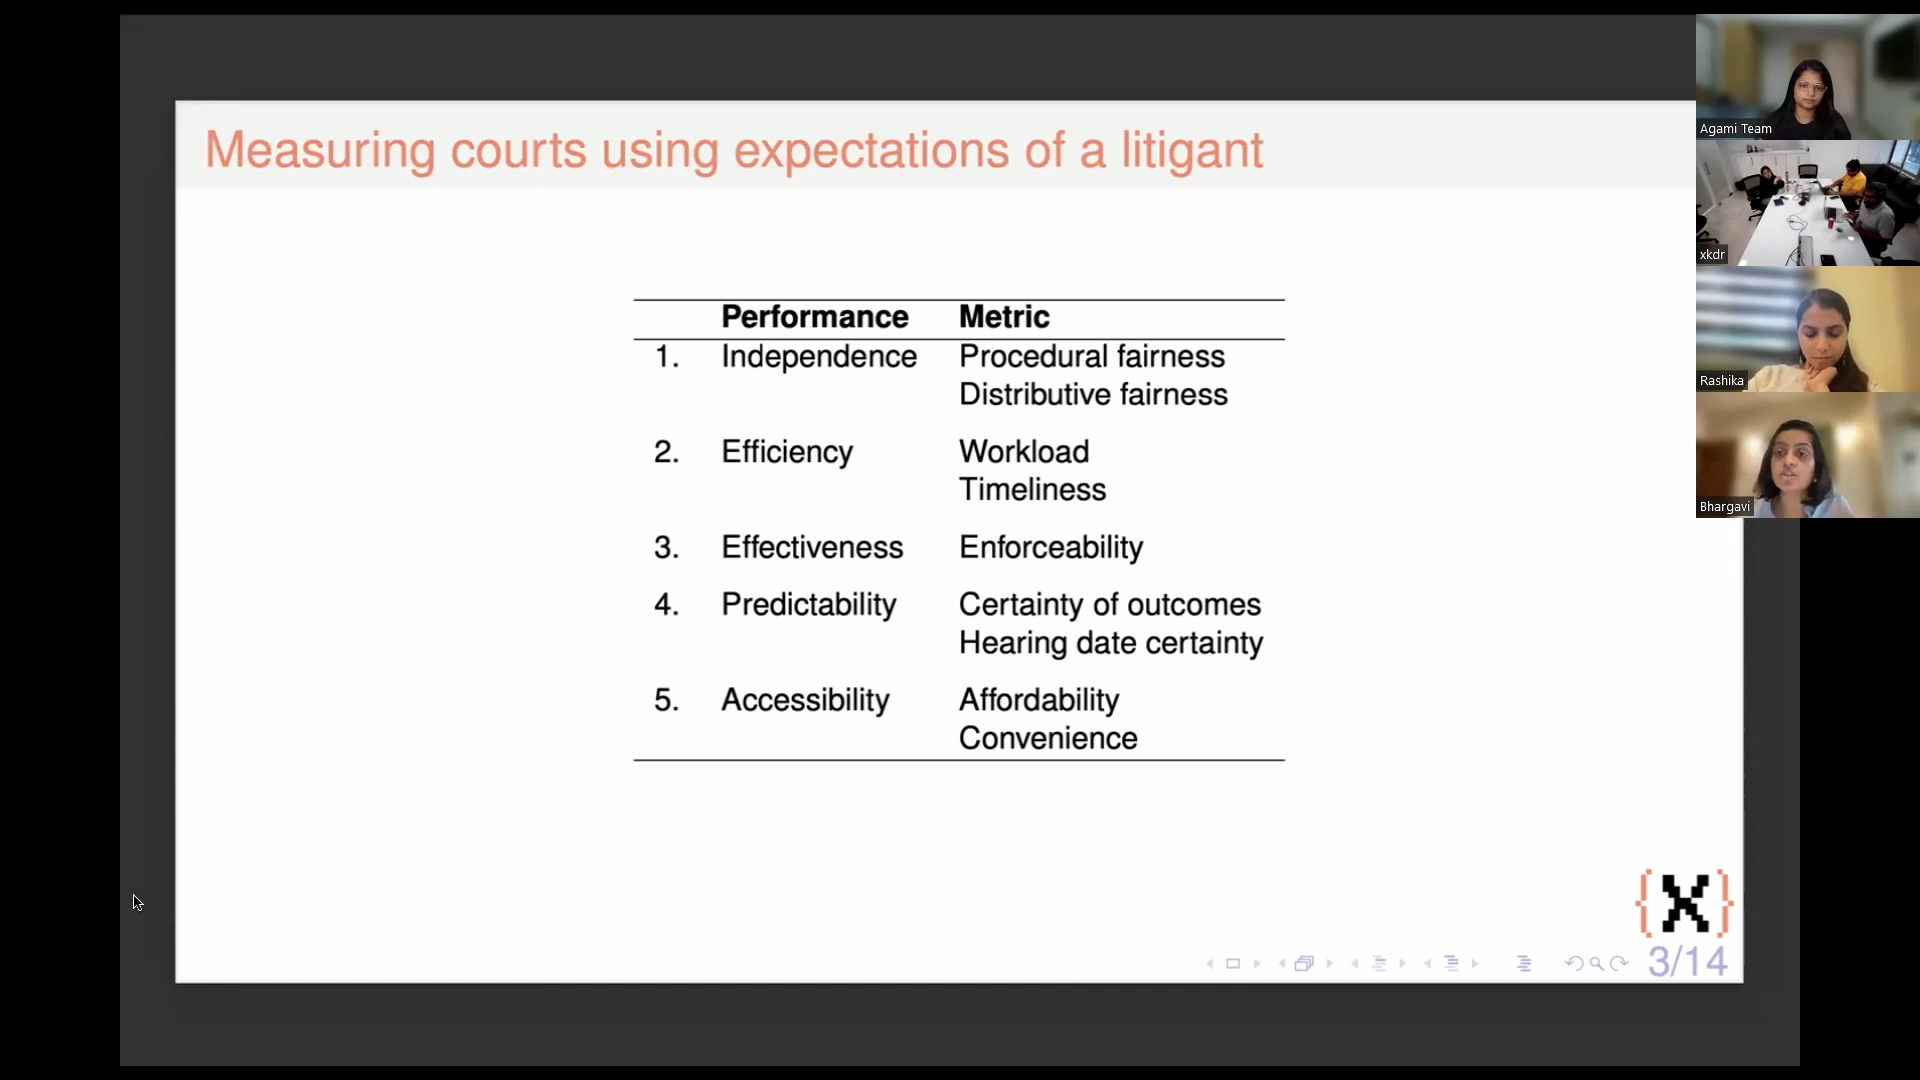 Measuring courts using expectations of a litigant
Performance Metric
1. Independence Procedural fairness
Distributive fairness
2. Efficiency Workload
Timeliness
3. Effectiveness Enforceability
4. Predictability Certainty of outcomes
Hearing date certainty
5. Accessibility Affordability
Convenience
{X}
3/14
Agami Team
xkdr
Rashika
Bhargavi